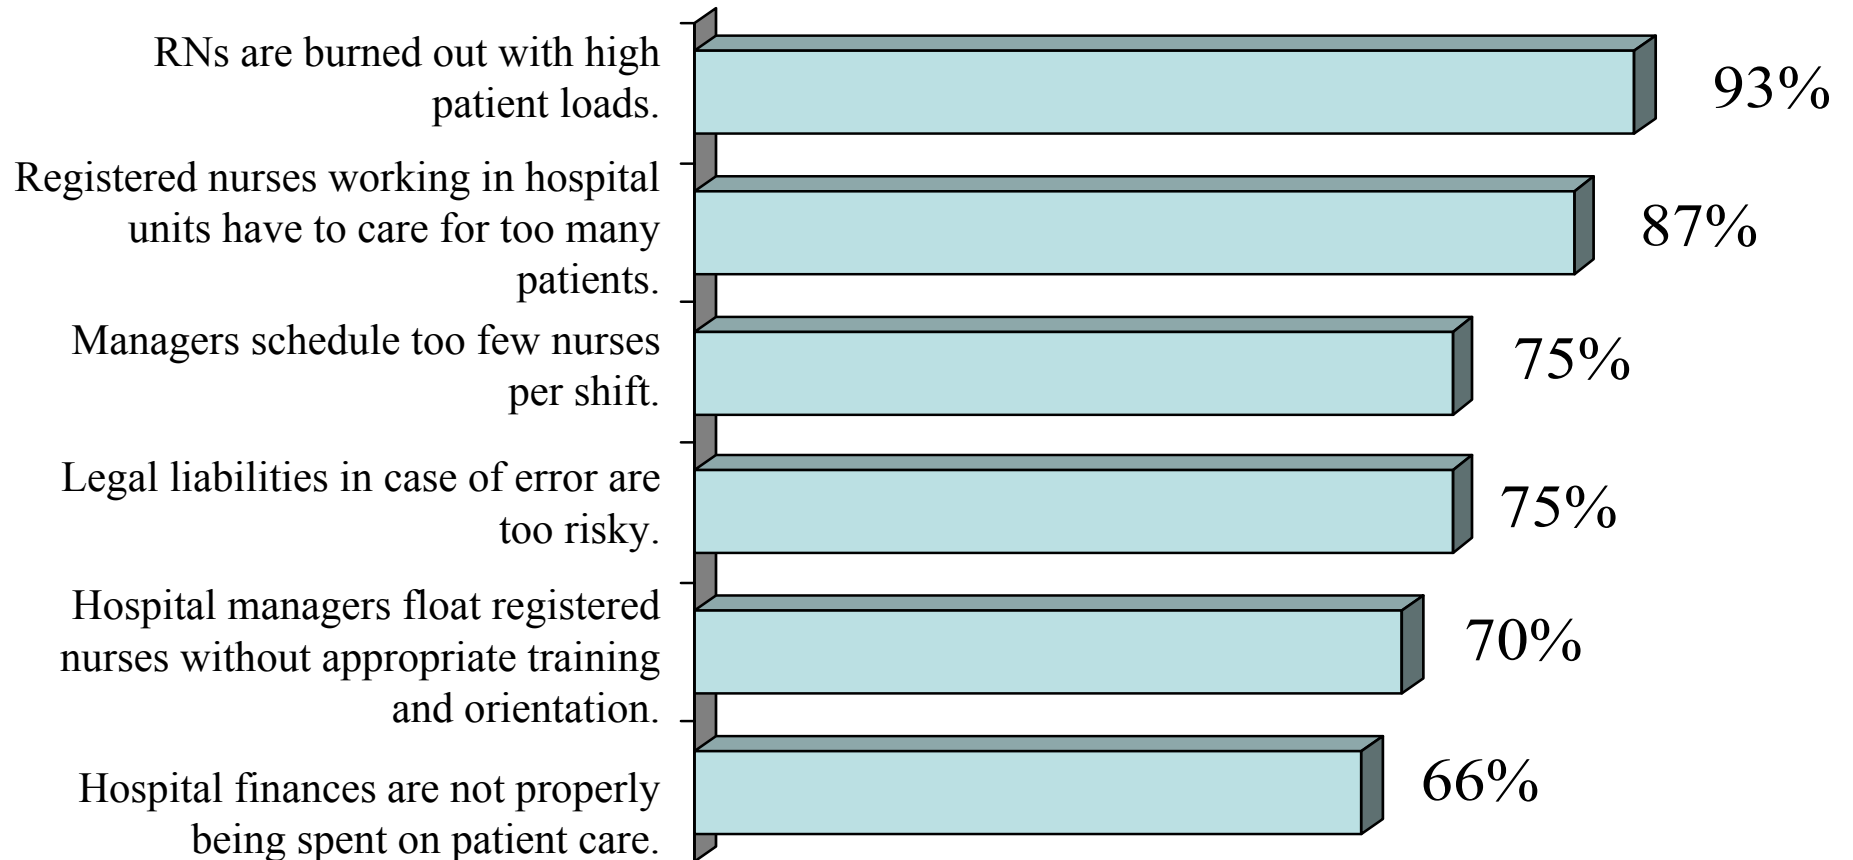 RNs are burned out with high
patient loads.
93%
Registered nurses working in hospital
units have to care for too many
patients.
87%
Managers schedule too few nurses
per shift.
75%
Legal liabilities in case of error are
too risky.
75%
Hospital managers float registered
nurses without appropriate training
and orientation.
70%
Hospital finances are not properly
being spent on patient care.
66%